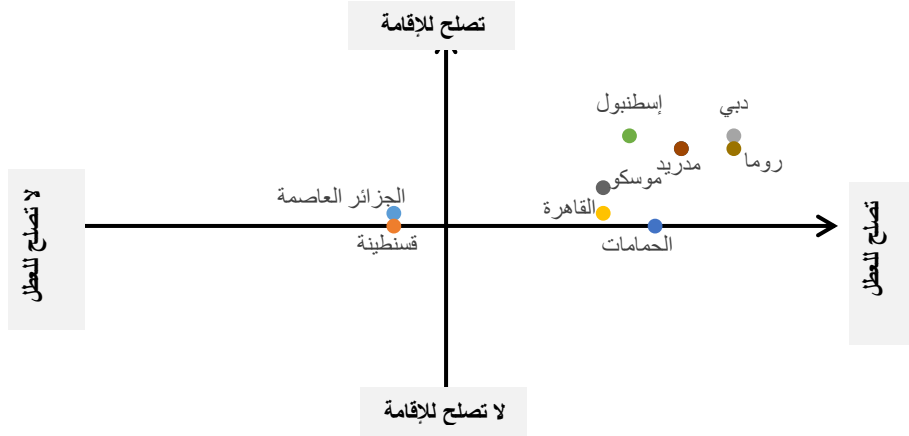 تصلح للإقامة
دبي
إسطنبول
روما
مدريد
موسكو
الجزائر العاصمة
القاهرة
تصلح للعطل
لا تصلح للعطل
الحمامات
قسنطينة
لا تصلح للإقامة